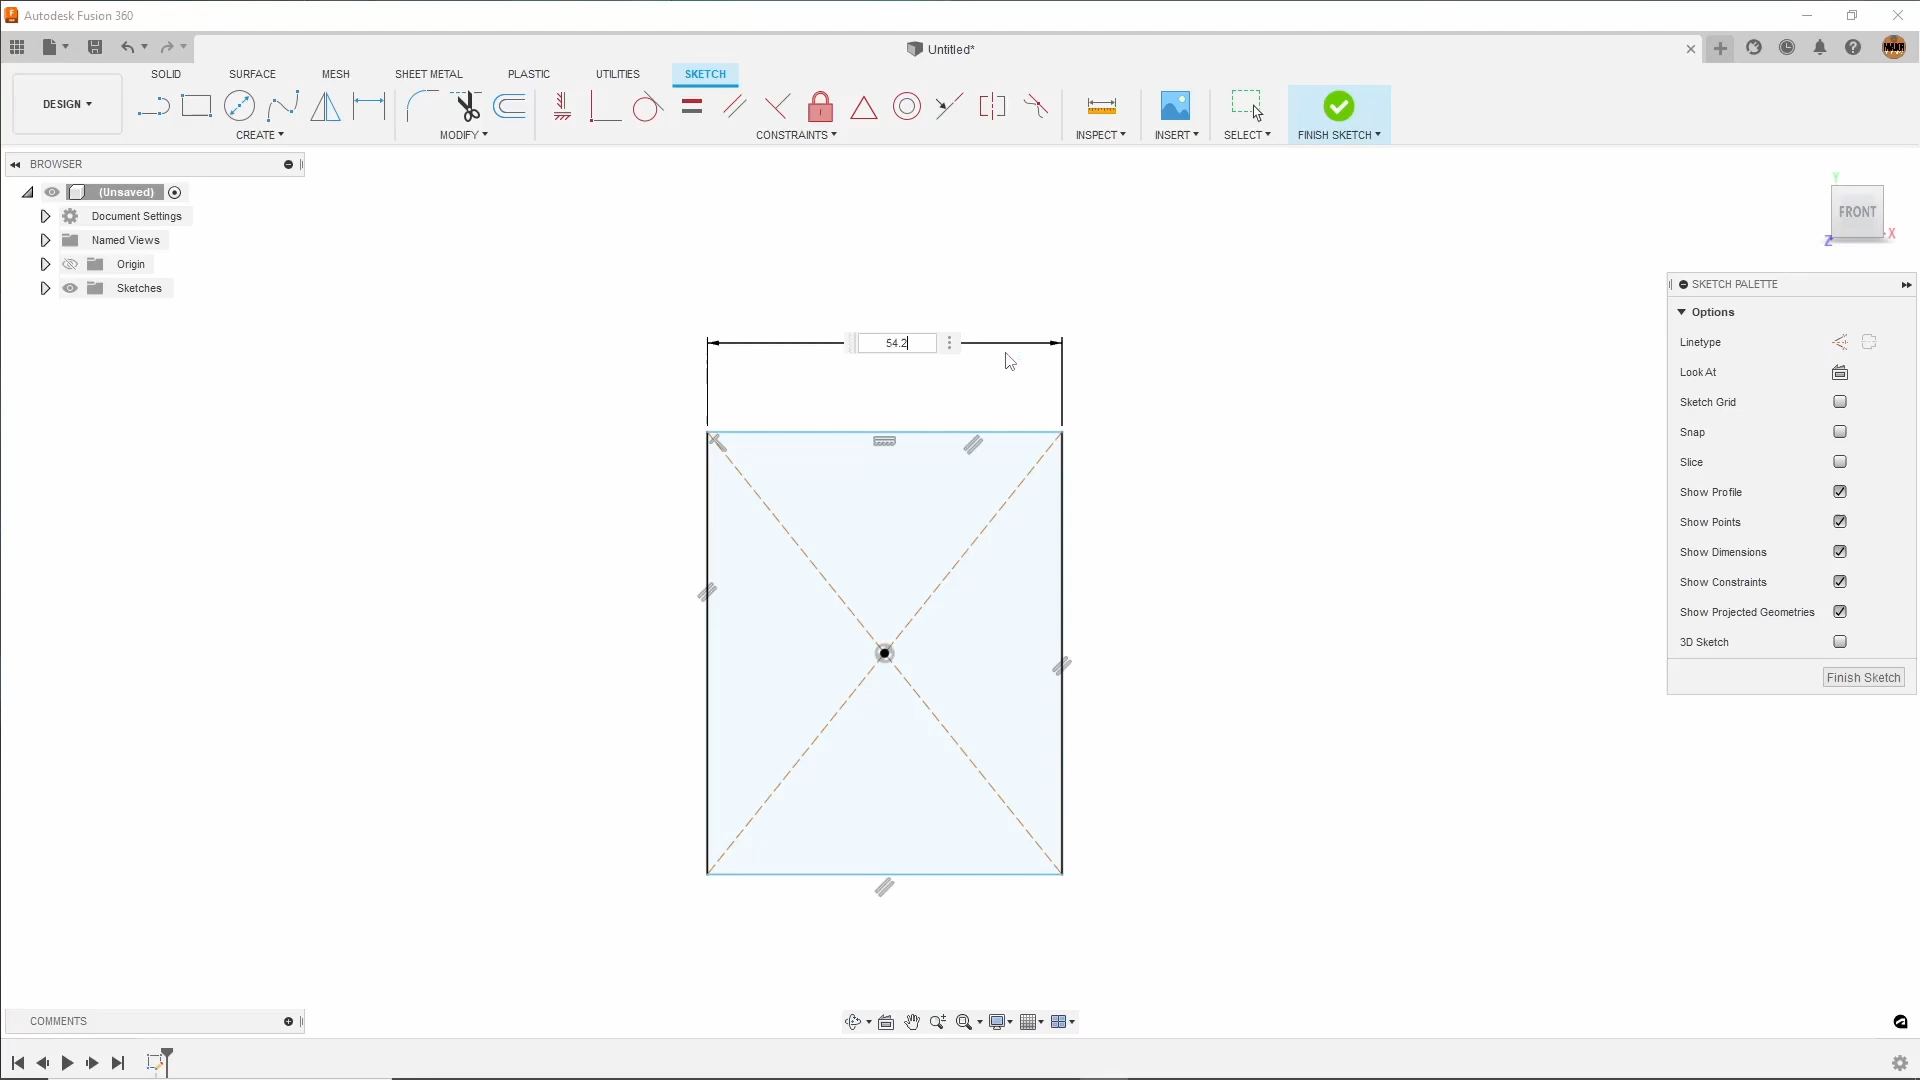 Autodesk Fusion 360
Untitled*
SOLID SURFACE MESH SHEET METAL PLASTIC UTILITIES SKETCH
DESIGN
CREATE MODIFY CONSTRAINTS INSPECT INSERT SELECT FINISH SKETCH
BROWSER
(Unsaved)
Document Settings
Named Views
Origin
Sketches
Y
FRONT
X
Z
SKETCH PALETTE
Options
Linetype
Look At
Sketch Grid
Snap
Slice
Show Profile
Show Points
Show Dimensions
Show Constraints
Show Projected Geometries
3D Sketch
Finish Sketch
54.2
COMMENTS